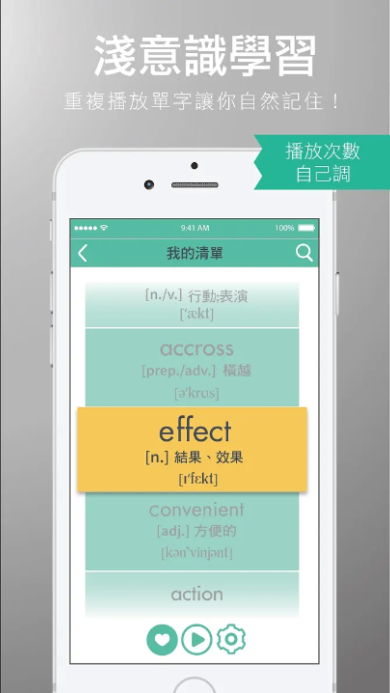 淺意識學習
重複播放單字讓你自然記住！
播放次數
自己調
9:41 AM
100%
我的清單
[n./v.] 行動;表演
['ækt]
accross
[prep./adv.] 橫越
[ə'krɒs]
effect
[n.] 結果、效果
[ɪ'fɛkt]
convenient
[adj.] 方便的
[kən'vinjənt]
action